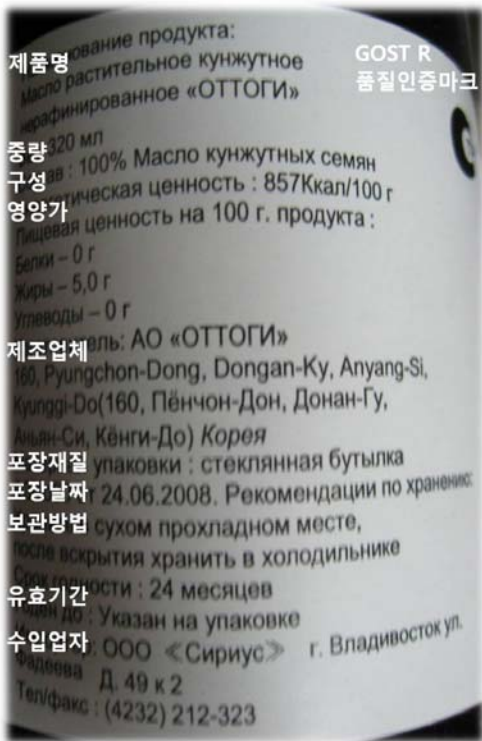 제품명
GOST R
품질인증마크
продукта:
Масло растительное кунжутное
нерафинированное «ОТТОГИ»
중량
320 мл
구성
: 100% Масло кунжутных семян
영양가
ценность : 857Ккал/100 г
Пищевая ценность на 100 г. продукта :
Белки – 0 г
Жиры – 5,0 г
Углеводы – 0 г
제조업체
АО «ОТТОГИ»
160, Pyungchon-Dong, Dongan-Ky, Anyang-Si,
Kyunggi-Do(160, Пёнчон-Дон, Донан-Гу,
Аньян-Си, Кёнги-До) Корея
포장재질
упаковки : стеклянная бутылка
포장날짜
24.06.2008. Рекомендации по хранению:
보관방법
сухом прохладном месте,
после вскрытия хранить в холодильнике
유효기간
Срок годности : 24 месяцев
до : Указан на упаковке
수입업자
ООО «Сириус» г. Владивосток ул.
Фадеева Д. 49 к 2
Тел/факс : (4232) 212-323